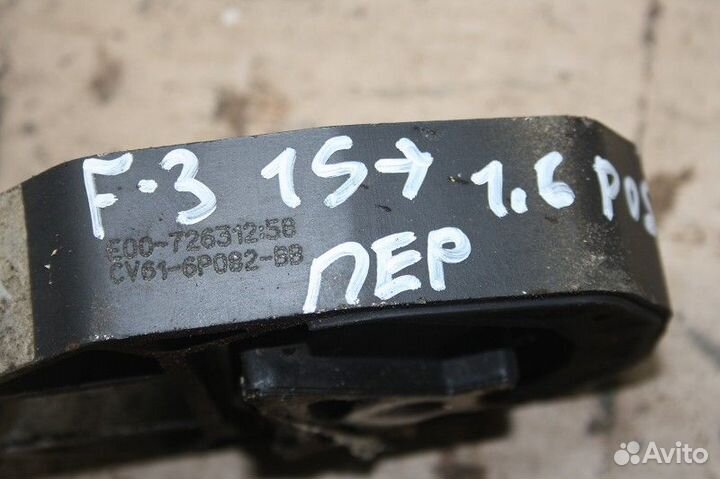 F-3 15→ 1.6 POS
E00-726312:58
CV61-6P082-BB
ПЕР
Avito